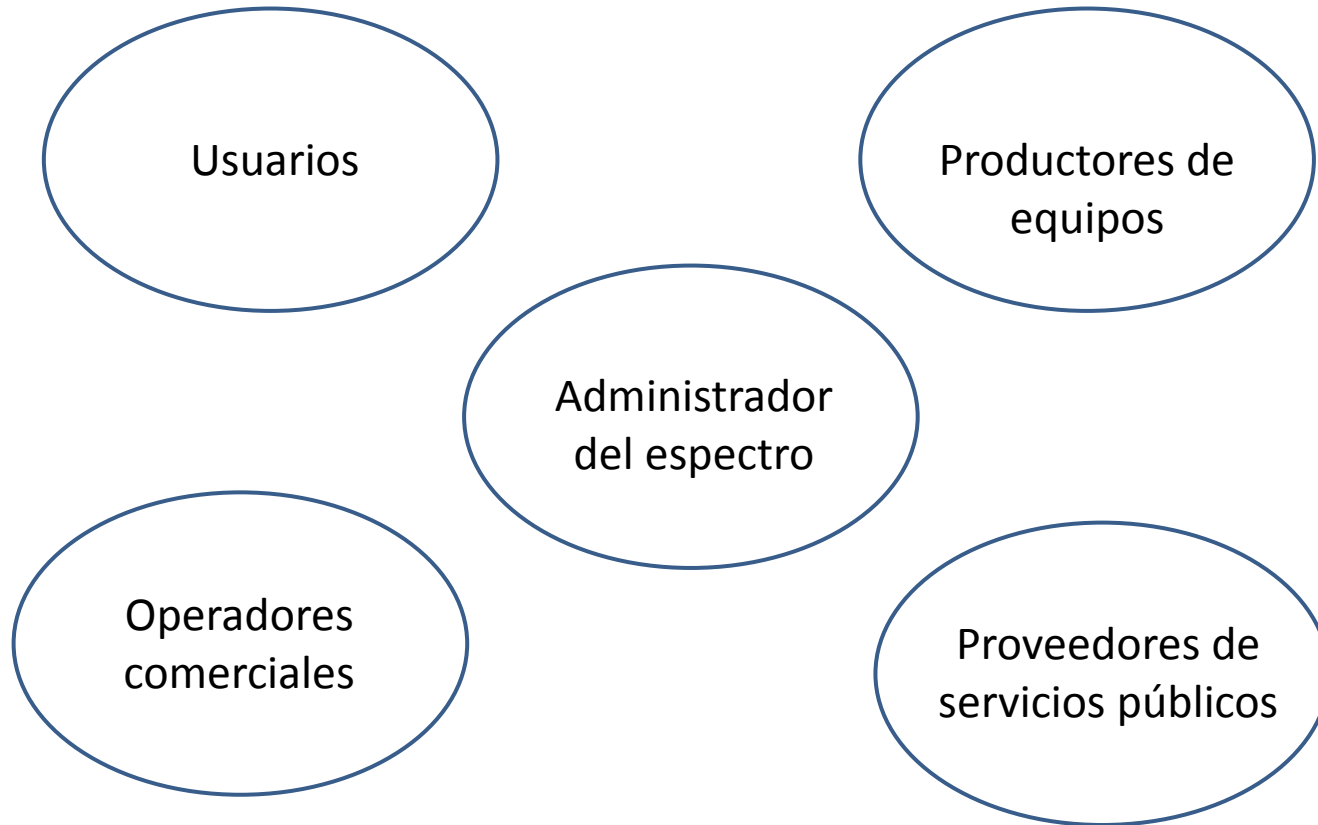 Usuarios
Productores de
equipos
Administrador
del espectro
Operadores
comerciales
Proveedores de
servicios públicos